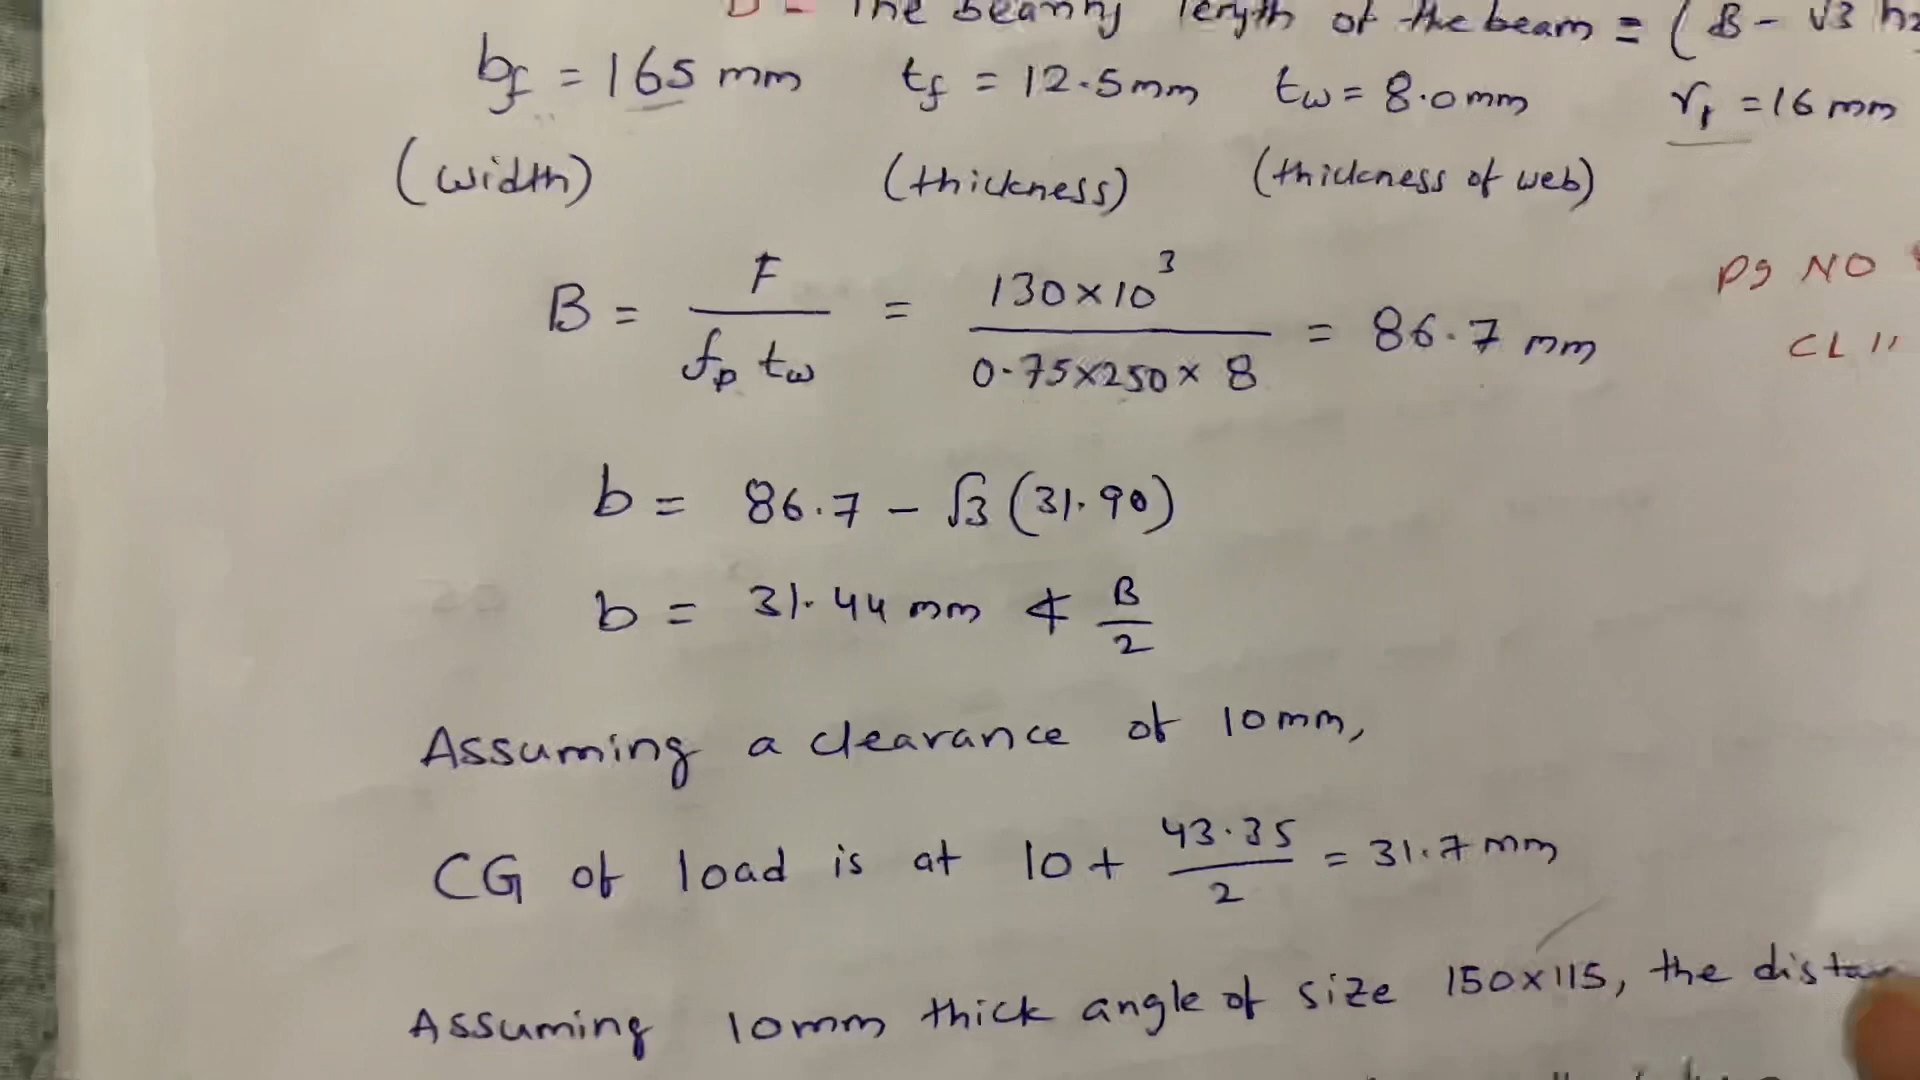 The bearing length of the beam = (B - √3 h2
bf = 165 mm tf = 12.5mm tw = 8.0mm r1 = 16 mm
(width) (thickness) (thickness of web)
B = F / fp tw = 130×10³ / 0.75×250×8 = 86.7 mm
PG NO
CL 11
b = 86.7 - √3 (31.90)
b = 31.44 mm ≮ B/2
Assuming a clearance of 10mm,
CG of load is at 10 + 43.35/2 = 31.7 mm
Assuming 10mm thick angle of size 150×115, the distan